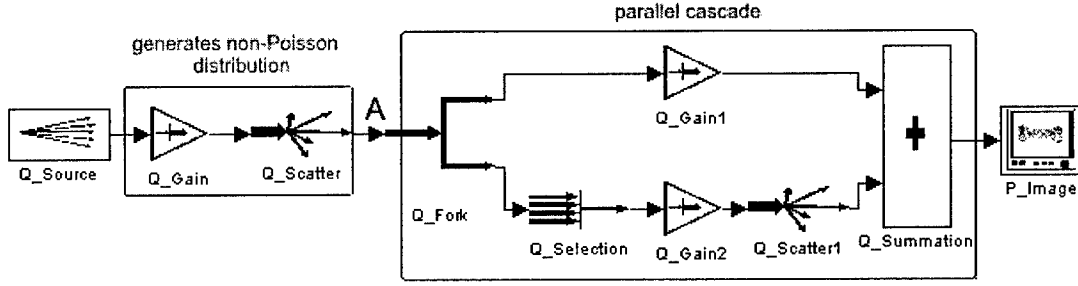 parallel cascade
generates non-Poisson
distribution
A
Q_Source
Q_Gain
Q_Scatter
Q_Fork
Q_Gain1
Q_Selection
Q_Gain2
Q_Scatter1
Q_Summation
P_Image